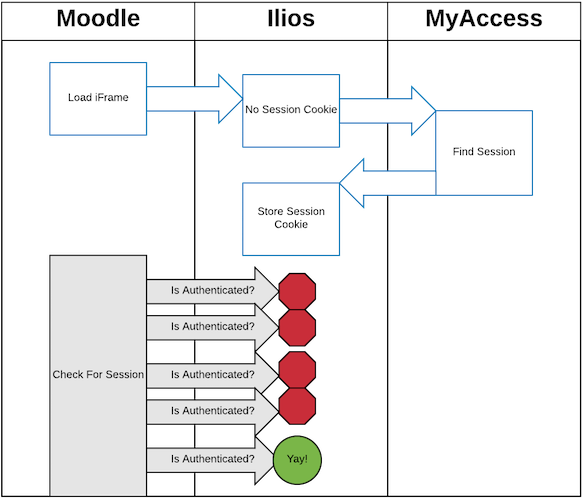 Moodle
Ilios
MyAccess
Load iFrame
No Session Cookie
Find Session
Store Session
Cookie
Check For Session
Is Authenticated?
Is Authenticated?
Is Authenticated?
Is Authenticated?
Is Authenticated?
Yay!